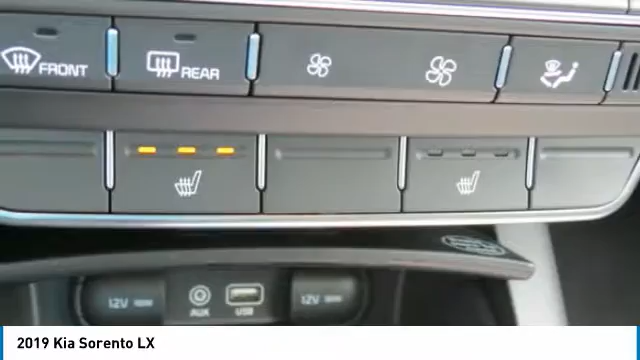 FRONT
REAR
12V
AUX
USB
12V
2019 Kia Sorento LX